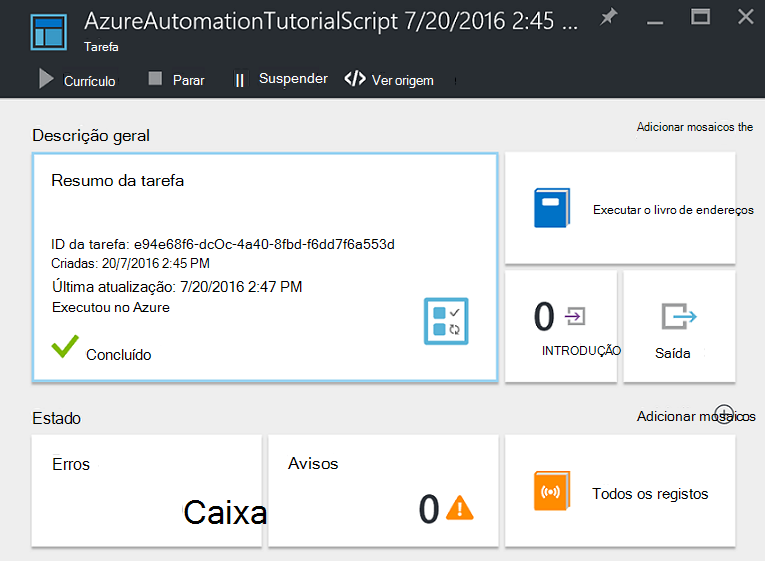 AzureAutomationTutorialScript 7/20/2016 2:45 ...
Tarefa
Currículo Parar Suspender Ver origem
Descrição geral
Adicionar mosaicos the
Resumo da tarefa
ID da tarefa: e94e68f6-dcOc-4a40-8fbd-f6dd7f6a553d
Criadas: 20/7/2016 2:45 PM
Última atualização: 7/20/2016 2:47 PM
Executou no Azure
Concluído
Executar o livro de endereços
0
INTRODUÇÃO
Saída
Estado
Adicionar mosaicos
Erros
Caixa
Avisos
0
Todos os registos